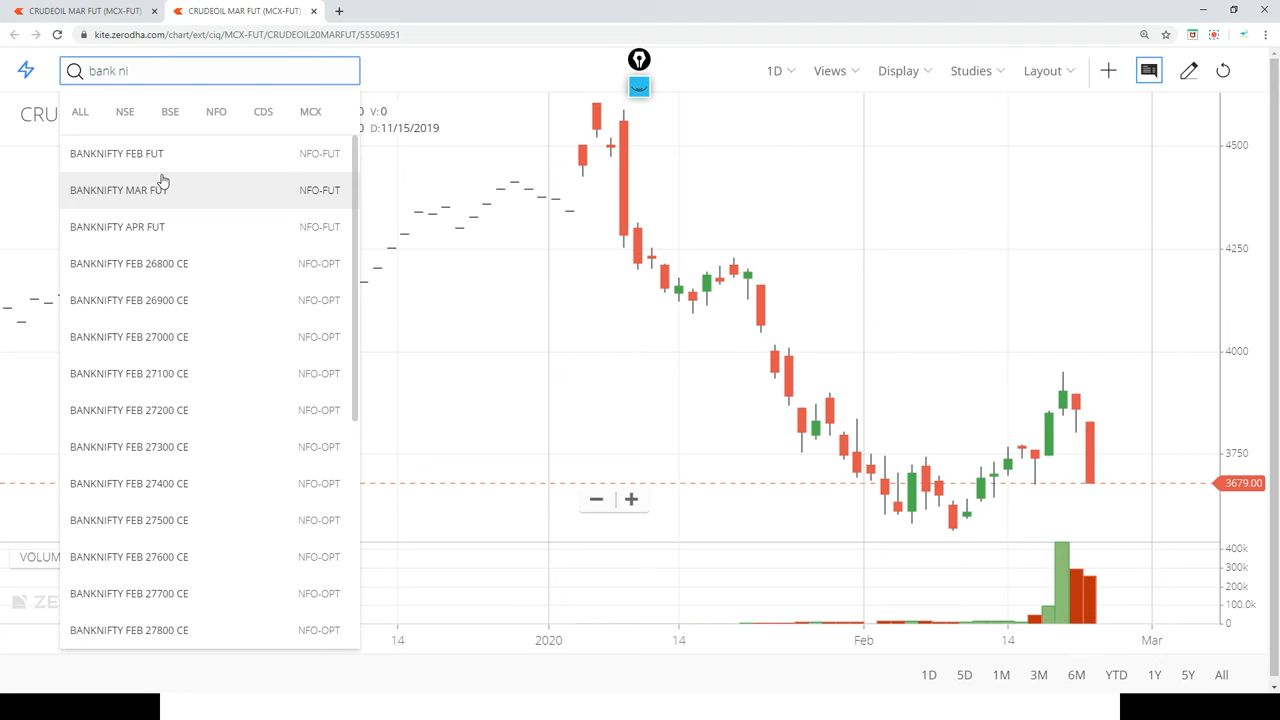 CRUDEOIL MAR FUT (MCX-FUT) ×
CRUDEOIL MAR FUT (MCX-FUT) × +
kite.zerodha.com/chart/ext/ciq/MCX-FUT/CRUDEOIL20MARFUT/55506951
bank ni
1D Views Display Studies Layout
ALL NSE BSE NFO CDS MCX
CRU
0 V:0
0 D:11/15/2019
BANKNIFTY FEB FUT NFO-FUT
BANKNIFTY MAR FUT NFO-FUT
BANKNIFTY APR FUT NFO-FUT
BANKNIFTY FEB 26800 CE NFO-OPT
BANKNIFTY FEB 26900 CE NFO-OPT
BANKNIFTY FEB 27000 CE NFO-OPT
BANKNIFTY FEB 27100 CE NFO-OPT
BANKNIFTY FEB 27200 CE NFO-OPT
BANKNIFTY FEB 27300 CE NFO-OPT
BANKNIFTY FEB 27400 CE NFO-OPT
BANKNIFTY FEB 27500 CE NFO-OPT
BANKNIFTY FEB 27600 CE NFO-OPT
BANKNIFTY FEB 27700 CE NFO-OPT
BANKNIFTY FEB 27800 CE NFO-OPT
4500
4250
4000
3750
3679.00
VOLUM
400k
300k
200k
100.0k
0
ZE
14 2020 14 Feb 14 Mar
1D 5D 1M 3M 6M YTD 1Y 5Y All